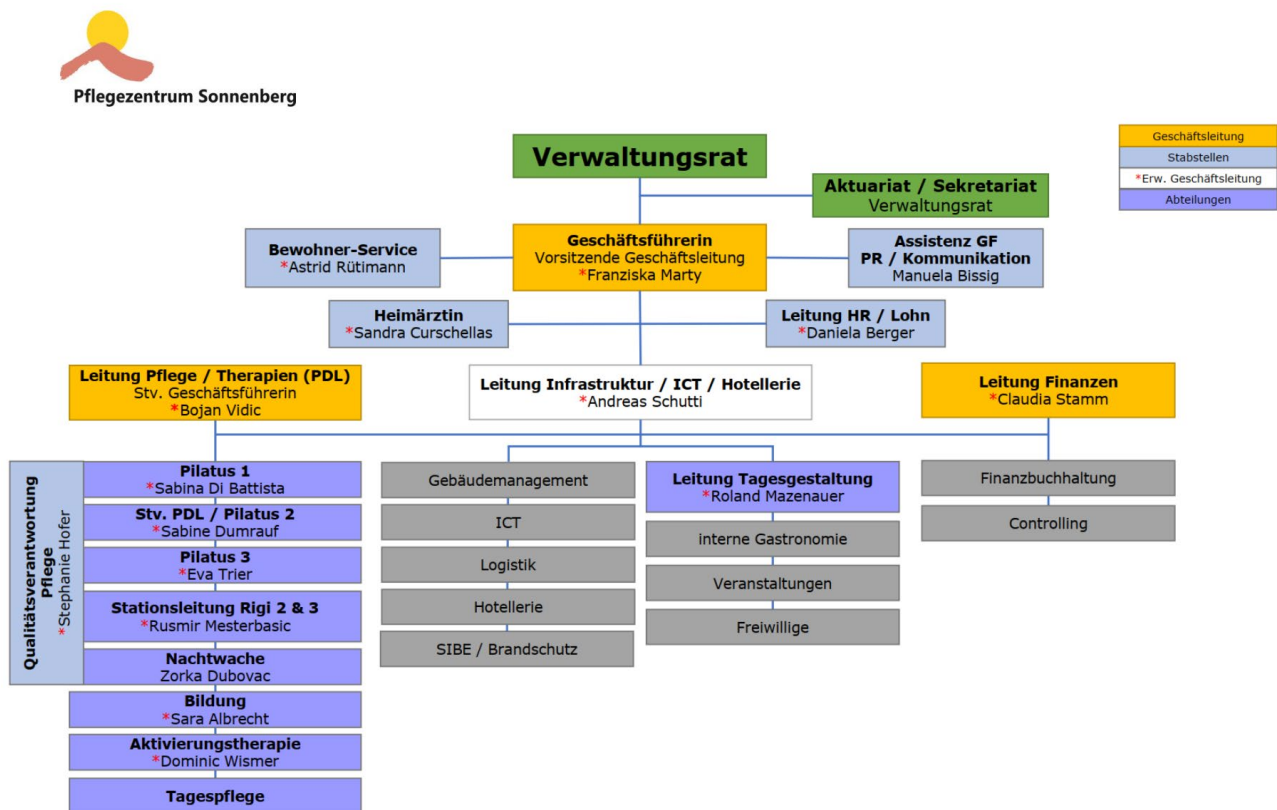 Pflegezentrum Sonnenberg
Geschäftsleitung
Stabstellen
*Erw. Geschäftsleitung
Abteilungen
Verwaltungsrat
Aktuariat / Sekretariat
Verwaltungsrat
Bewohner-Service
*Astrid Rütimann
Geschäftsführerin
Vorsitzende Geschäftsleitung
*Franziska Marty
Assistenz GF
PR / Kommunikation
Manuela Bissig
Heimärztin
*Sandra Curschellas
Leitung HR / Lohn
*Daniela Berger
Leitung Pflege / Therapien (PDL)
Stv. Geschäftsführerin
*Bojan Vidic
Leitung Infrastruktur / ICT / Hotellerie
*Andreas Schutti
Leitung Finanzen
*Claudia Stamm
Qualitätsverantwortung
Pflege
*Stephanie Hofer
Pilatus 1
*Sabina Di Battista
Stv. PDL / Pilatus 2
*Sabine Dumrauf
Pilatus 3
*Eva Trier
Stationsleitung Rigi 2 & 3
*Rusmir Mesterbasic
Nachtwache
Zorka Dubovac
Bildung
*Sara Albrecht
Aktivierungstherapie
*Dominic Wismer
Tagespflege
Gebäudemanagement
ICT
Logistik
Hotellerie
SIBE / Brandschutz
Leitung Tagesgestaltung
*Roland Mazenauer
interne Gastronomie
Veranstaltungen
Freiwillige
Finanzbuchhaltung
Controlling